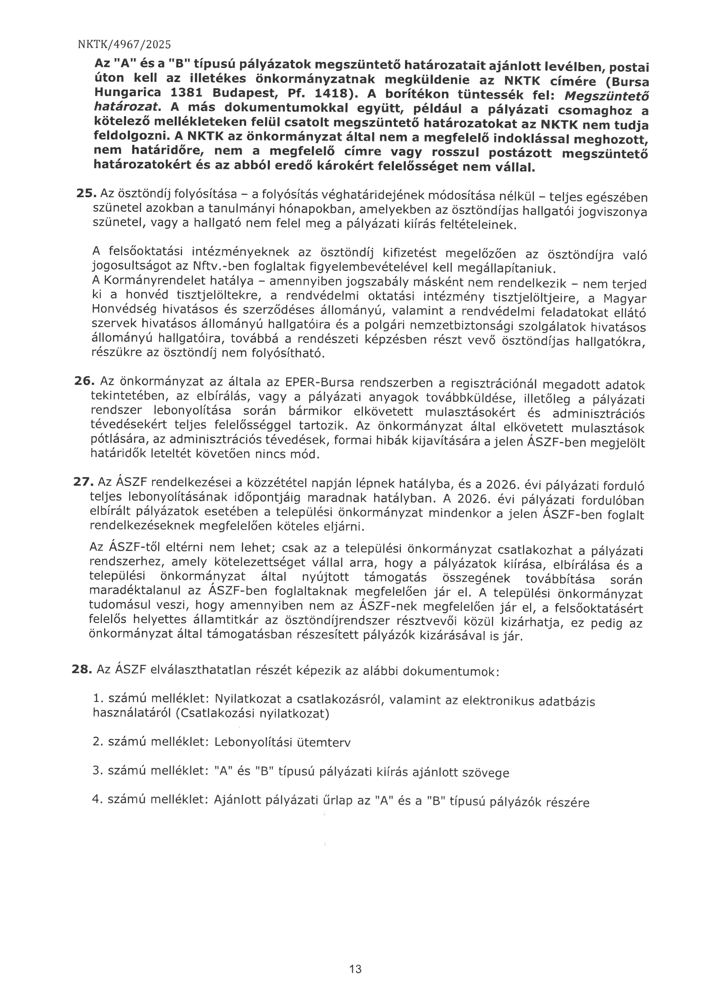 NKTK/4967/2025
Az "A" és a "B" típusú pályázatok megszüntető határozatait ajánlott levélben, postai
úton kell az illetékes önkormányzatnak megküldenie az NKTK címére (Bursa
Hungarica 1381 Budapest, Pf. 1418). A borítékon tüntessék fel: Megszüntető
határozat. A más dokumentumokkal együtt, például a pályázati csomaghoz a
kötelező mellékleteken felül csatolt megszüntető határozatokat az NKTK nem tudja
feldolgozni. A NKTK az önkormányzat által nem a megfelelő indoklással meghozott,
nem határidőre, nem a megfelelő címre vagy rosszul postázott megszüntető
határozatokért és az abból eredő károkért felelősséget nem vállal.
25. Az ösztöndíj folyósítása – a folyósítás véghatáridejének módosítása nélkül – teljes egészében
szünetel azokban a tanulmányi hónapokban, amelyekben az ösztöndíjas hallgatói jogviszonya
szünetel, vagy a hallgató nem felel meg a pályázati kiírás feltételeinek.
A felsőoktatási intézményeknek az ösztöndíj kifizetést megelőzően az ösztöndíjra való
jogosultságot az Nftv.-ben foglaltak figyelembevételével kell megállapítaniuk.
A Kormányrendelet hatálya – amennyiben jogszabály másként nem rendelkezik – nem terjed
ki a honvéd tisztjelöltekre, a rendvédelmi oktatási intézmény tisztjelöltjeire, a Magyar
Honvédség hivatásos és szerződéses állományú, valamint a rendvédelmi feladatokat ellátó
szervek hivatásos állományú hallgatóira és a polgári nemzetbiztonsági szolgálatok hivatásos
állományú hallgatóira, továbbá a rendészeti képzésben részt vevő ösztöndíjas hallgatókra,
részükre az ösztöndíj nem folyósítható.
26. Az önkormányzat az általa az EPER-Bursa rendszerben a regisztrációnál megadott adatok
tekintetében, az elbírálás, vagy a pályázati anyagok továbbküldése, illetőleg a pályázati
rendszer lebonyolítása során bármikor elkövetett mulasztásokért és adminisztrációs
tévedésekért teljes felelősséggel tartozik. Az önkormányzat által elkövetett mulasztások
pótlására, az adminisztrációs tévedések, formai hibák kijavítására a jelen ÁSZF-ben megjelölt
határidők leteltét követően nincs mód.
27. Az ÁSZF rendelkezései a közzététel napján lépnek hatályba, és a 2026. évi pályázati forduló
teljes lebonyolításának időpontjáig maradnak hatályban. A 2026. évi pályázati fordulóban
elbírált pályázatok esetében a települési önkormányzat mindenkor a jelen ÁSZF-ben foglalt
rendelkezéseknek megfelelően köteles eljárni.
Az ÁSZF-től eltérni nem lehet; csak az a települési önkormányzat csatlakozhat a pályázati
rendszerhez, amely kötelezettséget vállal arra, hogy a pályázatok kiírása, elbírálása és a
települési önkormányzat által nyújtott támogatás összegének továbbítása során
maradéktalanul az ÁSZF-ben foglaltaknak megfelelően jár el. A települési önkormányzat
tudomásul veszi, hogy amennyiben nem az ÁSZF-nek megfelelően jár el, a felsőoktatásért
felelős helyettes államtitkár az ösztöndíjrendszer résztvevői közül kizárhatja, ez pedig az
önkormányzat által támogatásban részesített pályázók kizárásával is jár.
28. Az ÁSZF elválaszthatatlan részét képezik az alábbi dokumentumok:
1. számú melléklet: Nyilatkozat a csatlakozásról, valamint az elektronikus adatbázis
használatáról (Csatlakozási nyilatkozat)
2. számú melléklet: Lebonyolítási ütemterv
3. számú melléklet: "A" és "B" típusú pályázati kiírás ajánlott szövege
4. számú melléklet: Ajánlott pályázati űrlap az "A" és a "B" típusú pályázók részére
13